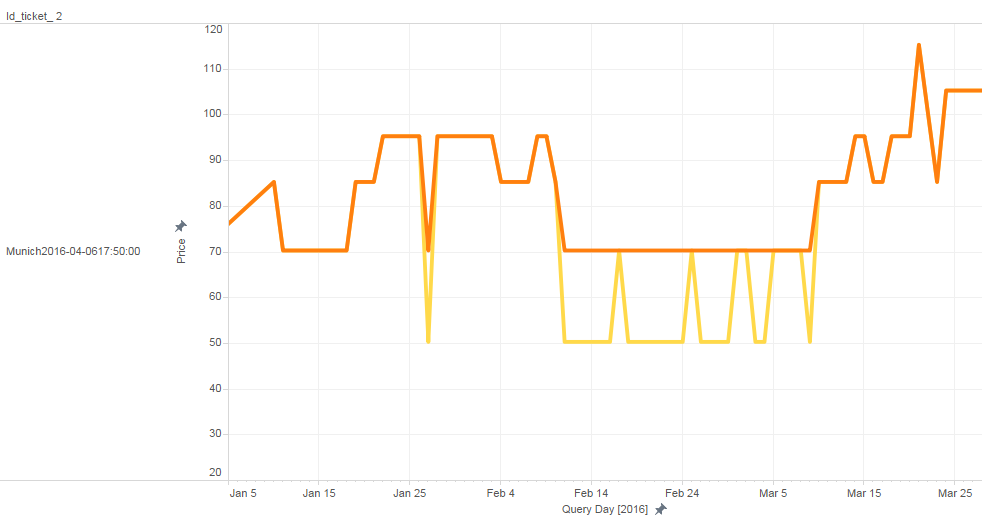 Id_ticket_ 2
120
110
100
90
80
70
60
50
40
30
20
Price
Munich2016-04-0617:50:00
Jan 5 Jan 15 Jan 25 Feb 4 Feb 14 Feb 24 Mar 5 Mar 15 Mar 25
Query Day [2016]